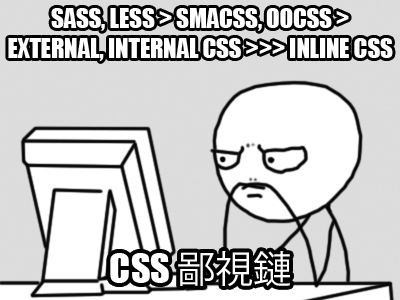 SASS, LESS > SMACSS, OOCSS >
EXTERNAL, INTERNAL CSS >>> INLINE CSS
CSS 鄙視鏈